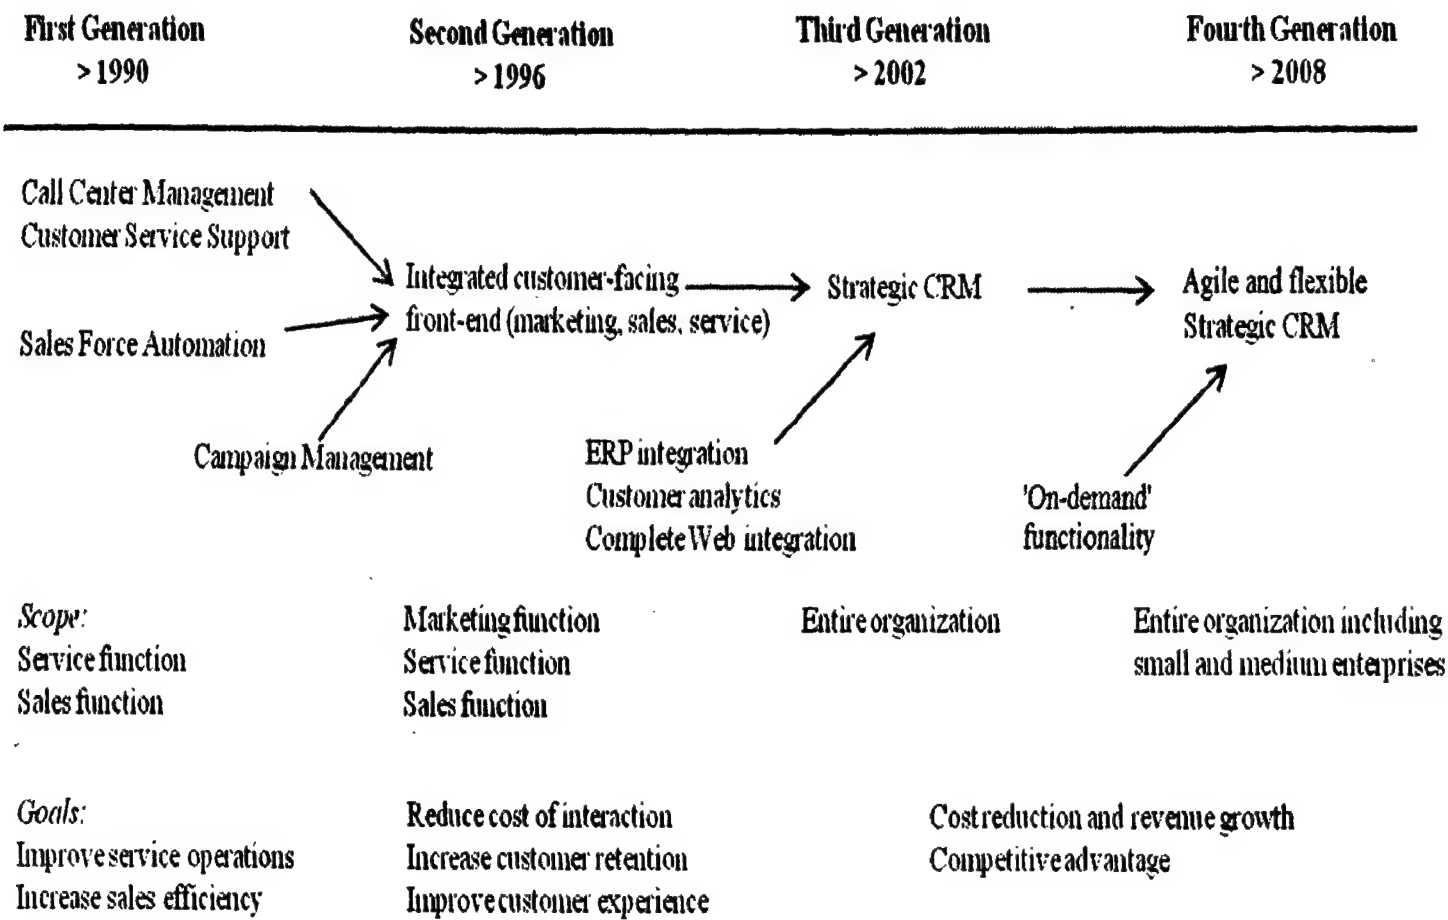 First Generation
> 1990
Second Generation
> 1996
Third Generation
> 2002
Fourth Generation
> 2008
Call Center Management
Customer Service Support
Sales Force Automation
Campaign Management
Integrated customer-facing
front-end (marketing, sales, service)
Strategic CRM
Agile and flexible
Strategic CRM
ERP integration
Customer analytics
Complete Web integration
'On-demand'
functionality
Scope:
Service function
Sales function
Marketing function
Service function
Sales function
Entire organization
Entire organization including
small and medium enterprises
Goals:
Improve service operations
Increase sales efficiency
Reduce cost of interaction
Increase customer retention
Improve customer experience
Cost reduction and revenue growth
Competitive advantage